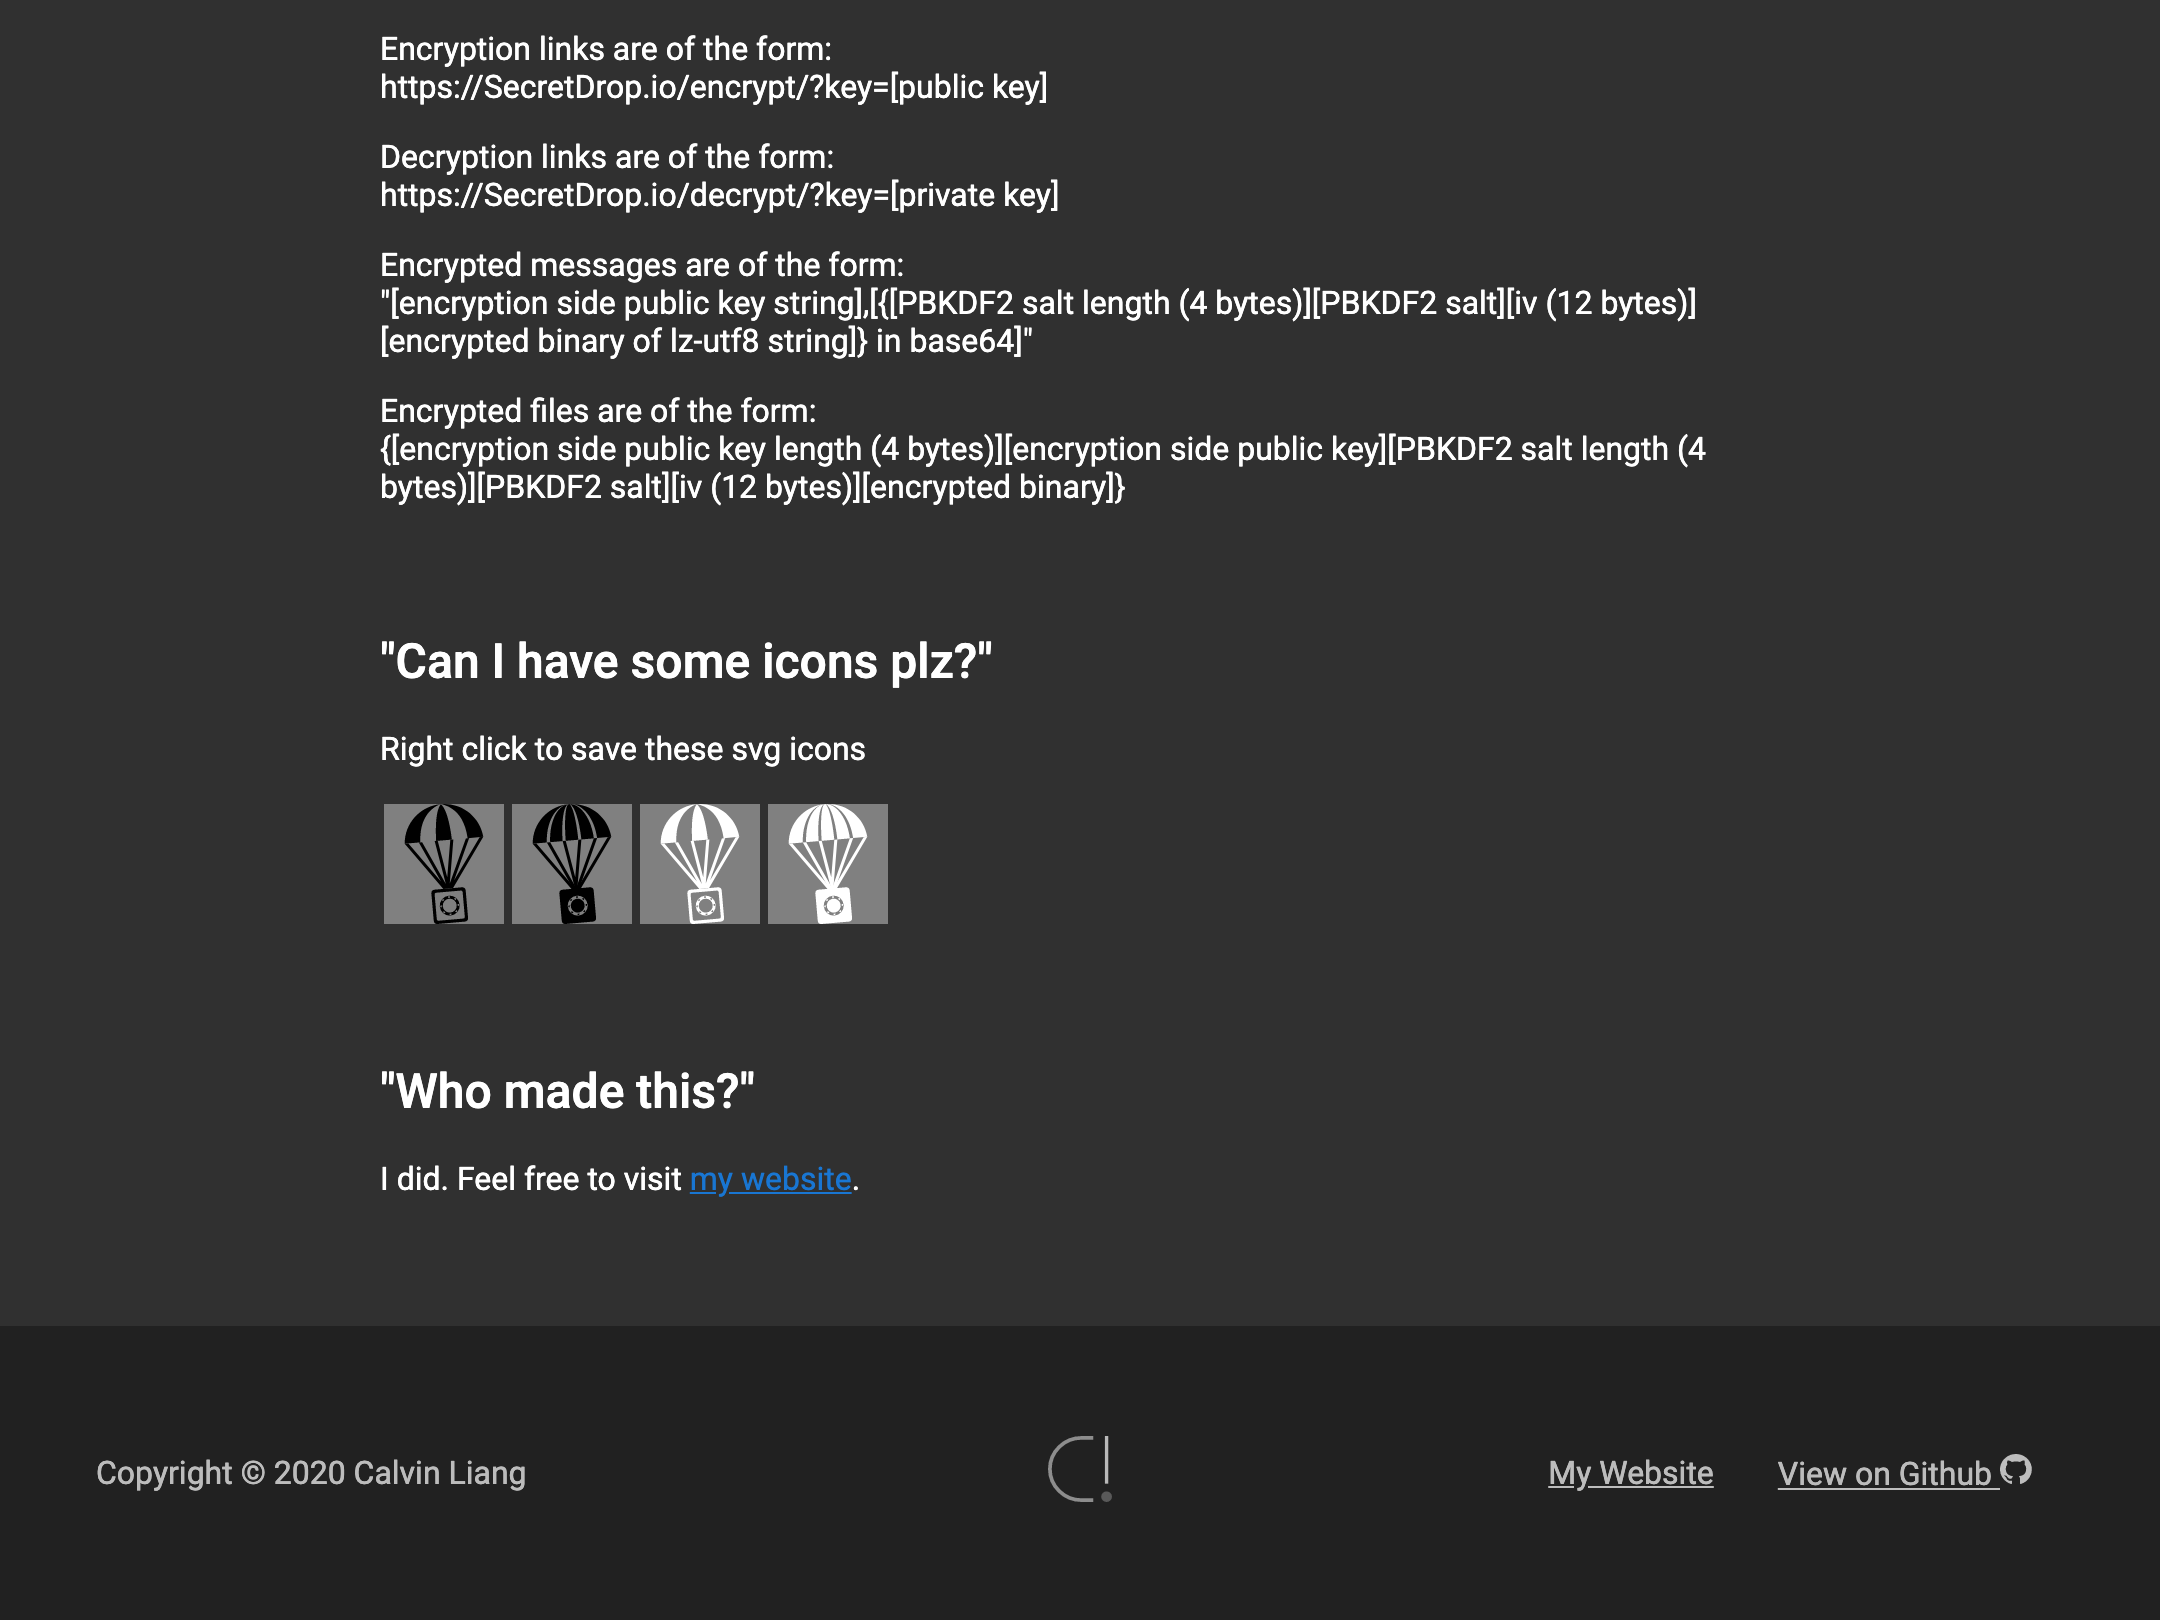 Encryption links are of the form:
https://SecretDrop.io/encrypt/?key=[public key]
Decryption links are of the form:
https://SecretDrop.io/decrypt/?key=[private key]
Encrypted messages are of the form:
"[encryption side public key string],[{[PBKDF2 salt length (4 bytes)][PBKDF2 salt][iv (12 bytes)]
[encrypted binary of lz-utf8 string]} in base64]"
Encrypted files are of the form:
{[encryption side public key length (4 bytes)][encryption side public key][PBKDF2 salt length (4
bytes)][PBKDF2 salt][iv (12 bytes)][encrypted binary]}
"Can I have some icons plz?"
Right click to save these svg icons
"Who made this?"
I did. Feel free to visit my website.
Copyright © 2020 Calvin Liang
C!
My Website
View on Github